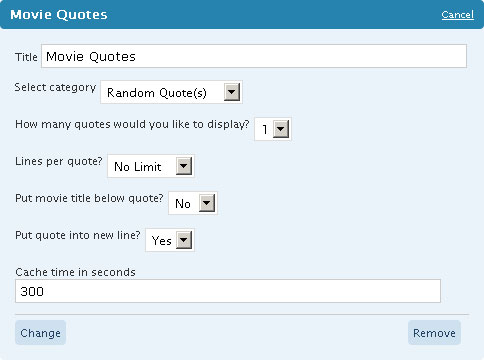 Movie Quotes Cancel
Title Movie Quotes
Select category Random Quote(s)
How many quotes would you like to display? 1
Lines per quote? No Limit
Put movie title below quote? No
Put quote into new line? Yes
Cache time in seconds
300
Change Remove